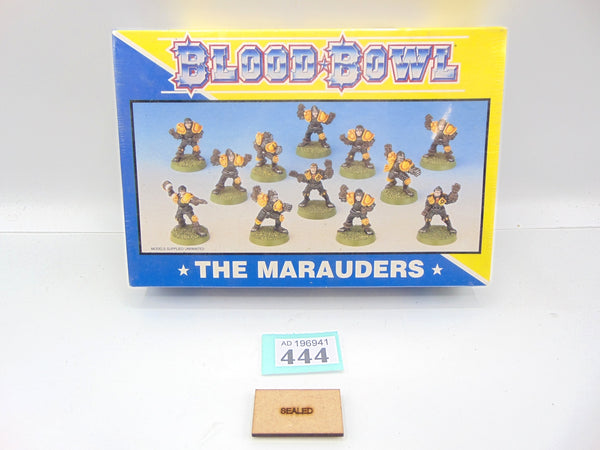 BLOOD★BOWL
MODELS SUPPLIED UNPAINTED
★ THE MARAUDERS ★
AD 196941
444
SEALED